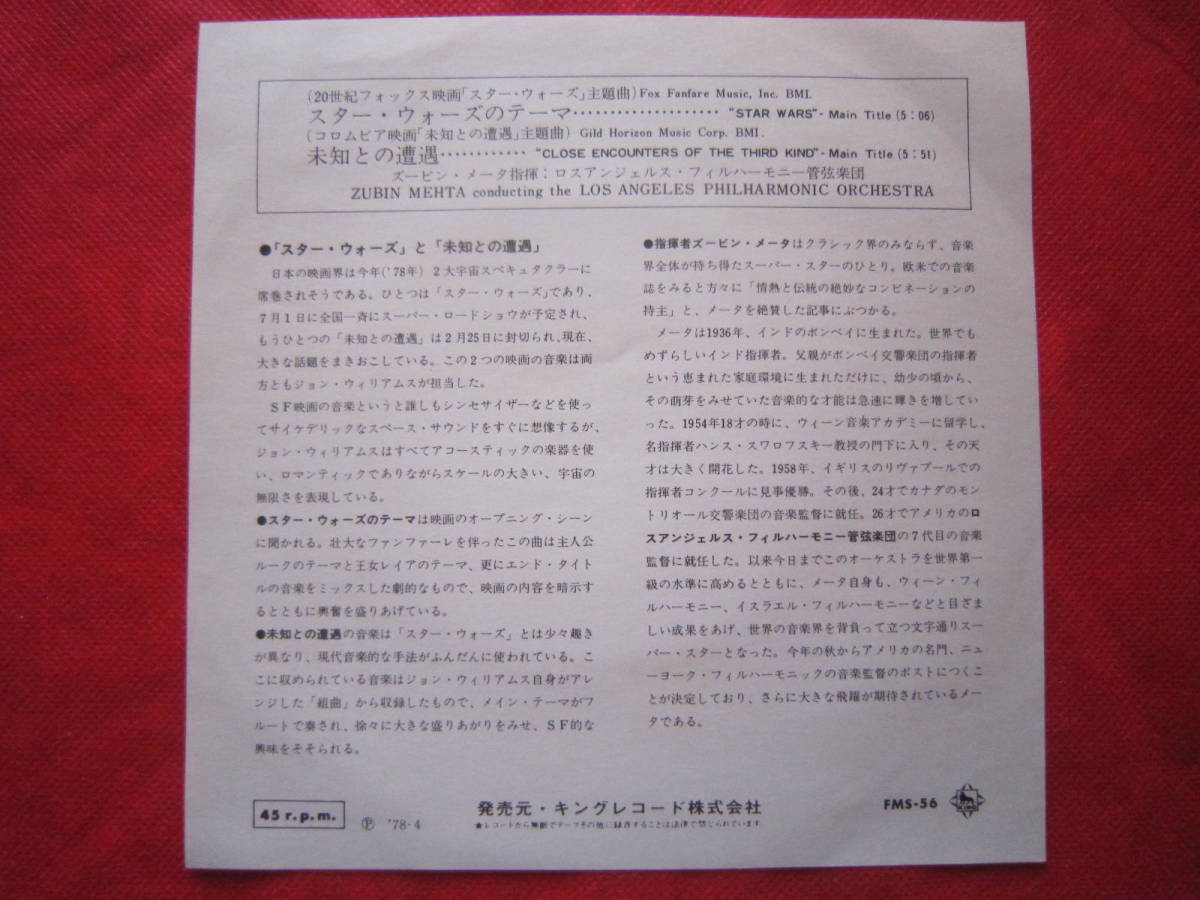 (20世紀フォックス映画「スター・ウォーズ」主題曲) Fox Fanfare Music, Inc. BMI.
スター・ウォーズのテーマ………………… "STAR WARS"- Main Title (5：06)
(コロムビア映画「未知との遭遇」主題曲) Gild Horizon Music Corp. BMI.
未知との遭遇………… "CLOSE ENCOUNTERS OF THE THIRD KIND"- Main Title (5：51)
ズービン・メータ指揮：ロスアンジェルス・フィルハーモニー管弦楽団
ZUBIN MEHTA conducting the LOS ANGELES PHILHARMONIC ORCHESTRA
●「スター・ウォーズ」と「未知との遭遇」
日本の映画界は今年('78年) 2大宇宙スペキュタクラーに
席巻されそうである。ひとつは「スター・ウォーズ」であり、
7月1日に全国一斉にスーパー・ロードショウが予定され、
もうひとつの「未知との遭遇」は2月25日に封切られ、現在、
大きな話題をまきおこしている。この2つの映画の音楽は両
方ともジョン・ウィリアムスが担当した。
SF映画の音楽というと誰しもシンセサイザーなどを使っ
てサイケデリックなスペース・サウンドをすぐに想像するが、
ジョン・ウィリアムスはすべてアコースティックの楽器を使
い、ロマンティックでありながらスケールの大きい、宇宙の
無限さを表現している。
●スター・ウォーズのテーマは映画のオープニング・シーン
に聞かれる。壮大なファンファーレを伴ったこの曲は主人公
ルークのテーマと王女レイアのテーマ、更にエンド・タイト
ルの音楽をミックスした劇的なもので、映画の内容を暗示す
るとともに興奮を盛りあげている。
●未知との遭遇の音楽は「スター・ウォーズ」とは少々趣き
が異なり、現代音楽的な手法がふんだんに使われている。こ
こに収められている音楽はジョン・ウィリアムス自身がアレ
ンジした「組曲」から収録したもので、メイン・テーマがフ
ルートで奏され、徐々に大きな盛りあがりをみせ、SF的な
興味をそそられる。
●指揮者ズービン・メータはクラシック界のみならず、音楽
界全体が持ち得たスーパー・スターのひとり。欧米での音楽
誌をみると方々に「情熱と伝統の絶妙なコンビネーションの
持主」と、メータを絶賛した記事にぶつかる。
メータは1936年、インドのボンベイに生まれた。世界でも
めずらしいインド指揮者。父親がボンベイ交響楽団の指揮者
という恵まれた家庭環境に生まれただけに、幼少の頃から、
その萌芽をみせていた音楽的な才能は急速に輝きを増してい
った。1954年18才の時に、ウィーン音楽アカデミーに留学し、
名指揮者ハンス・スワロフスキー教授の門下に入り、その天
才は大きく開花した。1958年、イギリスのリヴァプールでの
指揮者コンクールに見事優勝。その後、24才でカナダのモン
トリオール交響楽団の音楽監督に就任。26才でアメリカのロ
スアンジェルス・フィルハーモニー管弦楽団の7代目の音楽
監督に就任した。以来今日までこのオーケストラを世界第一
級の水準に高めるとともに、メータ自身も、ウィーン・フィ
ルハーモニー、イスラエル・フィルハーモニーなどと目ざま
しい成果をあげ、世界の音楽界を背負って立つ文字通りスー
パー・スターとなった。今年の秋からアメリカの名門、ニュ
ーヨーク・フィルハーモニックの音楽監督のポストにつくこ
とが決定しており、さらに大きな飛躍が期待されているメー
タである。
45 r.p.m.
Ⓟ '78・4
発売元・キングレコード株式会社
★レコードから無断でテープその他に録音することは法律で禁じられています.
FMS-56